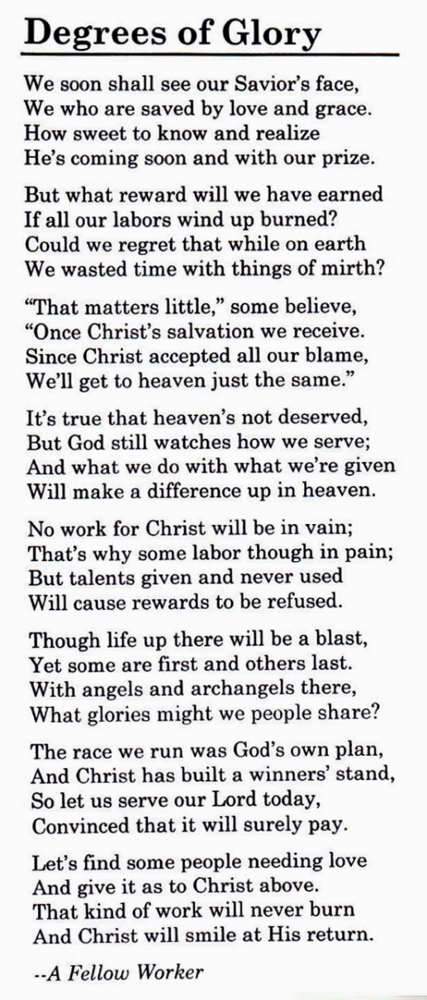 Degrees of Glory
We soon shall see our Savior's face,
We who are saved by love and grace.
How sweet to know and realize
He's coming soon and with our prize.
But what reward will we have earned
If all our labors wind up burned?
Could we regret that while on earth
We wasted time with things of mirth?
“That matters little,” some believe,
“Once Christ's salvation we receive.
Since Christ accepted all our blame,
We'll get to heaven just the same.”
It's true that heaven's not deserved,
But God still watches how we serve;
And what we do with what we're given
Will make a difference up in heaven.
No work for Christ will be in vain;
That's why some labor though in pain;
But talents given and never used
Will cause rewards to be refused.
Though life up there will be a blast,
Yet some are first and others last.
With angels and archangels there,
What glories might we people share?
The race we run was God's own plan,
And Christ has built a winners' stand,
So let us serve our Lord today,
Convinced that it will surely pay.
Let's find some people needing love
And give it as to Christ above.
That kind of work will never burn
And Christ will smile at His return.
--A Fellow Worker